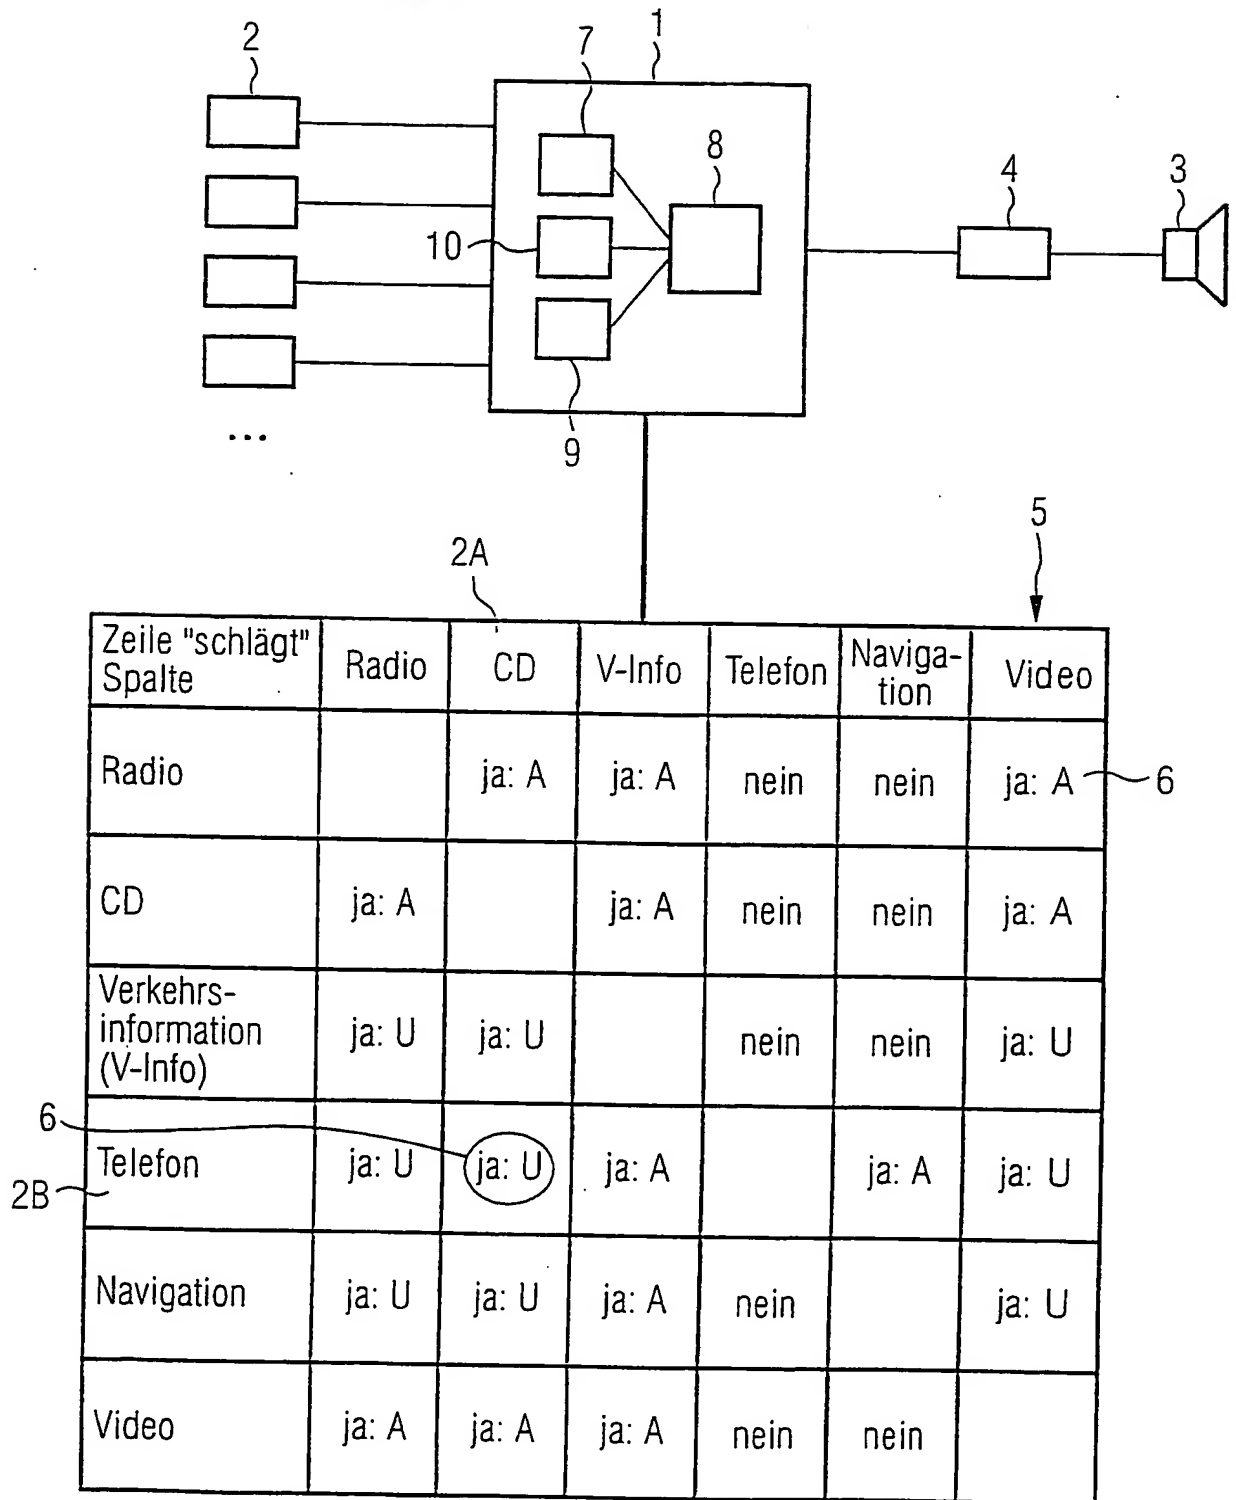 1
2
7
8
4
3
10
9
...
5
2A
Zeile "schlägt"
Spalte
Radio
CD
V-Info
Telefon
Naviga-
tion
Video
Radio
ja: A
ja: A
nein
nein
ja: A
6
CD
ja: A
ja: A
nein
nein
ja: A
Verkehrs-
information
(V-Info)
ja: U
ja: U
nein
nein
ja: U
6
Telefon
ja: U
ja: U
ja: A
ja: A
ja: U
2B
Navigation
ja: U
ja: U
ja: A
nein
ja: U
Video
ja: A
ja: A
ja: A
nein
nein